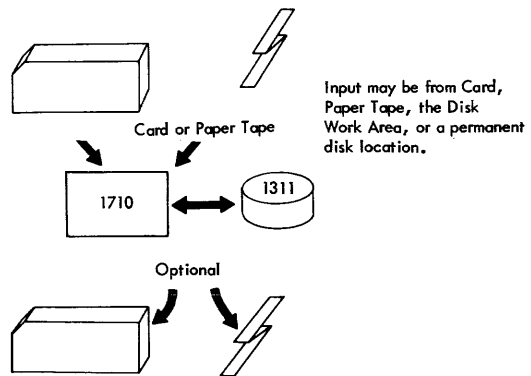 Input may be from Card,
Paper Tape, the Disk
Work Area, or a permanent
disk location.
Card or Paper Tape
1710
1311
Optional